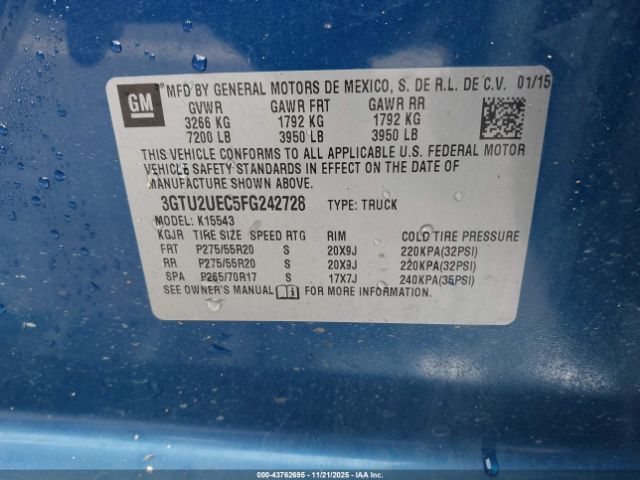 MFD BY GENERAL MOTORS DE MEXICO, S. DE R.L. DE C.V. 01/15
GM
GVWR GAWR FRT GAWR RR
3266 KG 1792 KG 1792 KG
7200 LB 3950 LB 3950 LB
THIS VEHICLE CONFORMS TO ALL APPLICABLE U.S. FEDERAL MOTOR
VEHICLE SAFETY STANDARDS IN EFFECT ON THE DATE OF
MANUFACTURE SHOWN ABOVE.
3GTU2UEC5FG242728 TYPE: TRUCK
MODEL: K15543
KGJR TIRE SIZE SPEED RTG RIM COLD TIRE PRESSURE
FRT P275/55R20 S 20X9J 220KPA(32PSI)
RR P275/55R20 S 20X9J 220KPA(32PSI)
SPA P265/70R17 S 17X7J 240KPA(35PSI)
SEE OWNER'S MANUAL FOR MORE INFORMATION.
000-43762695 11/21/2025 IAAI.COM